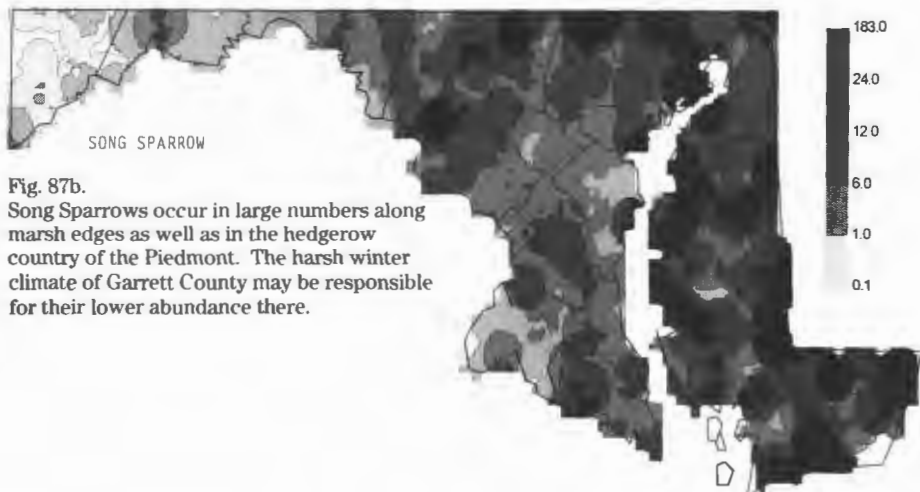 SONG SPARROW
Fig. 87b.
Song Sparrows occur in large numbers along
marsh edges as well as in the hedgerow
country of the Piedmont. The harsh winter
climate of Garrett County may be responsible
for their lower abundance there.
183.0
24.0
12.0
6.0
1.0
0.1